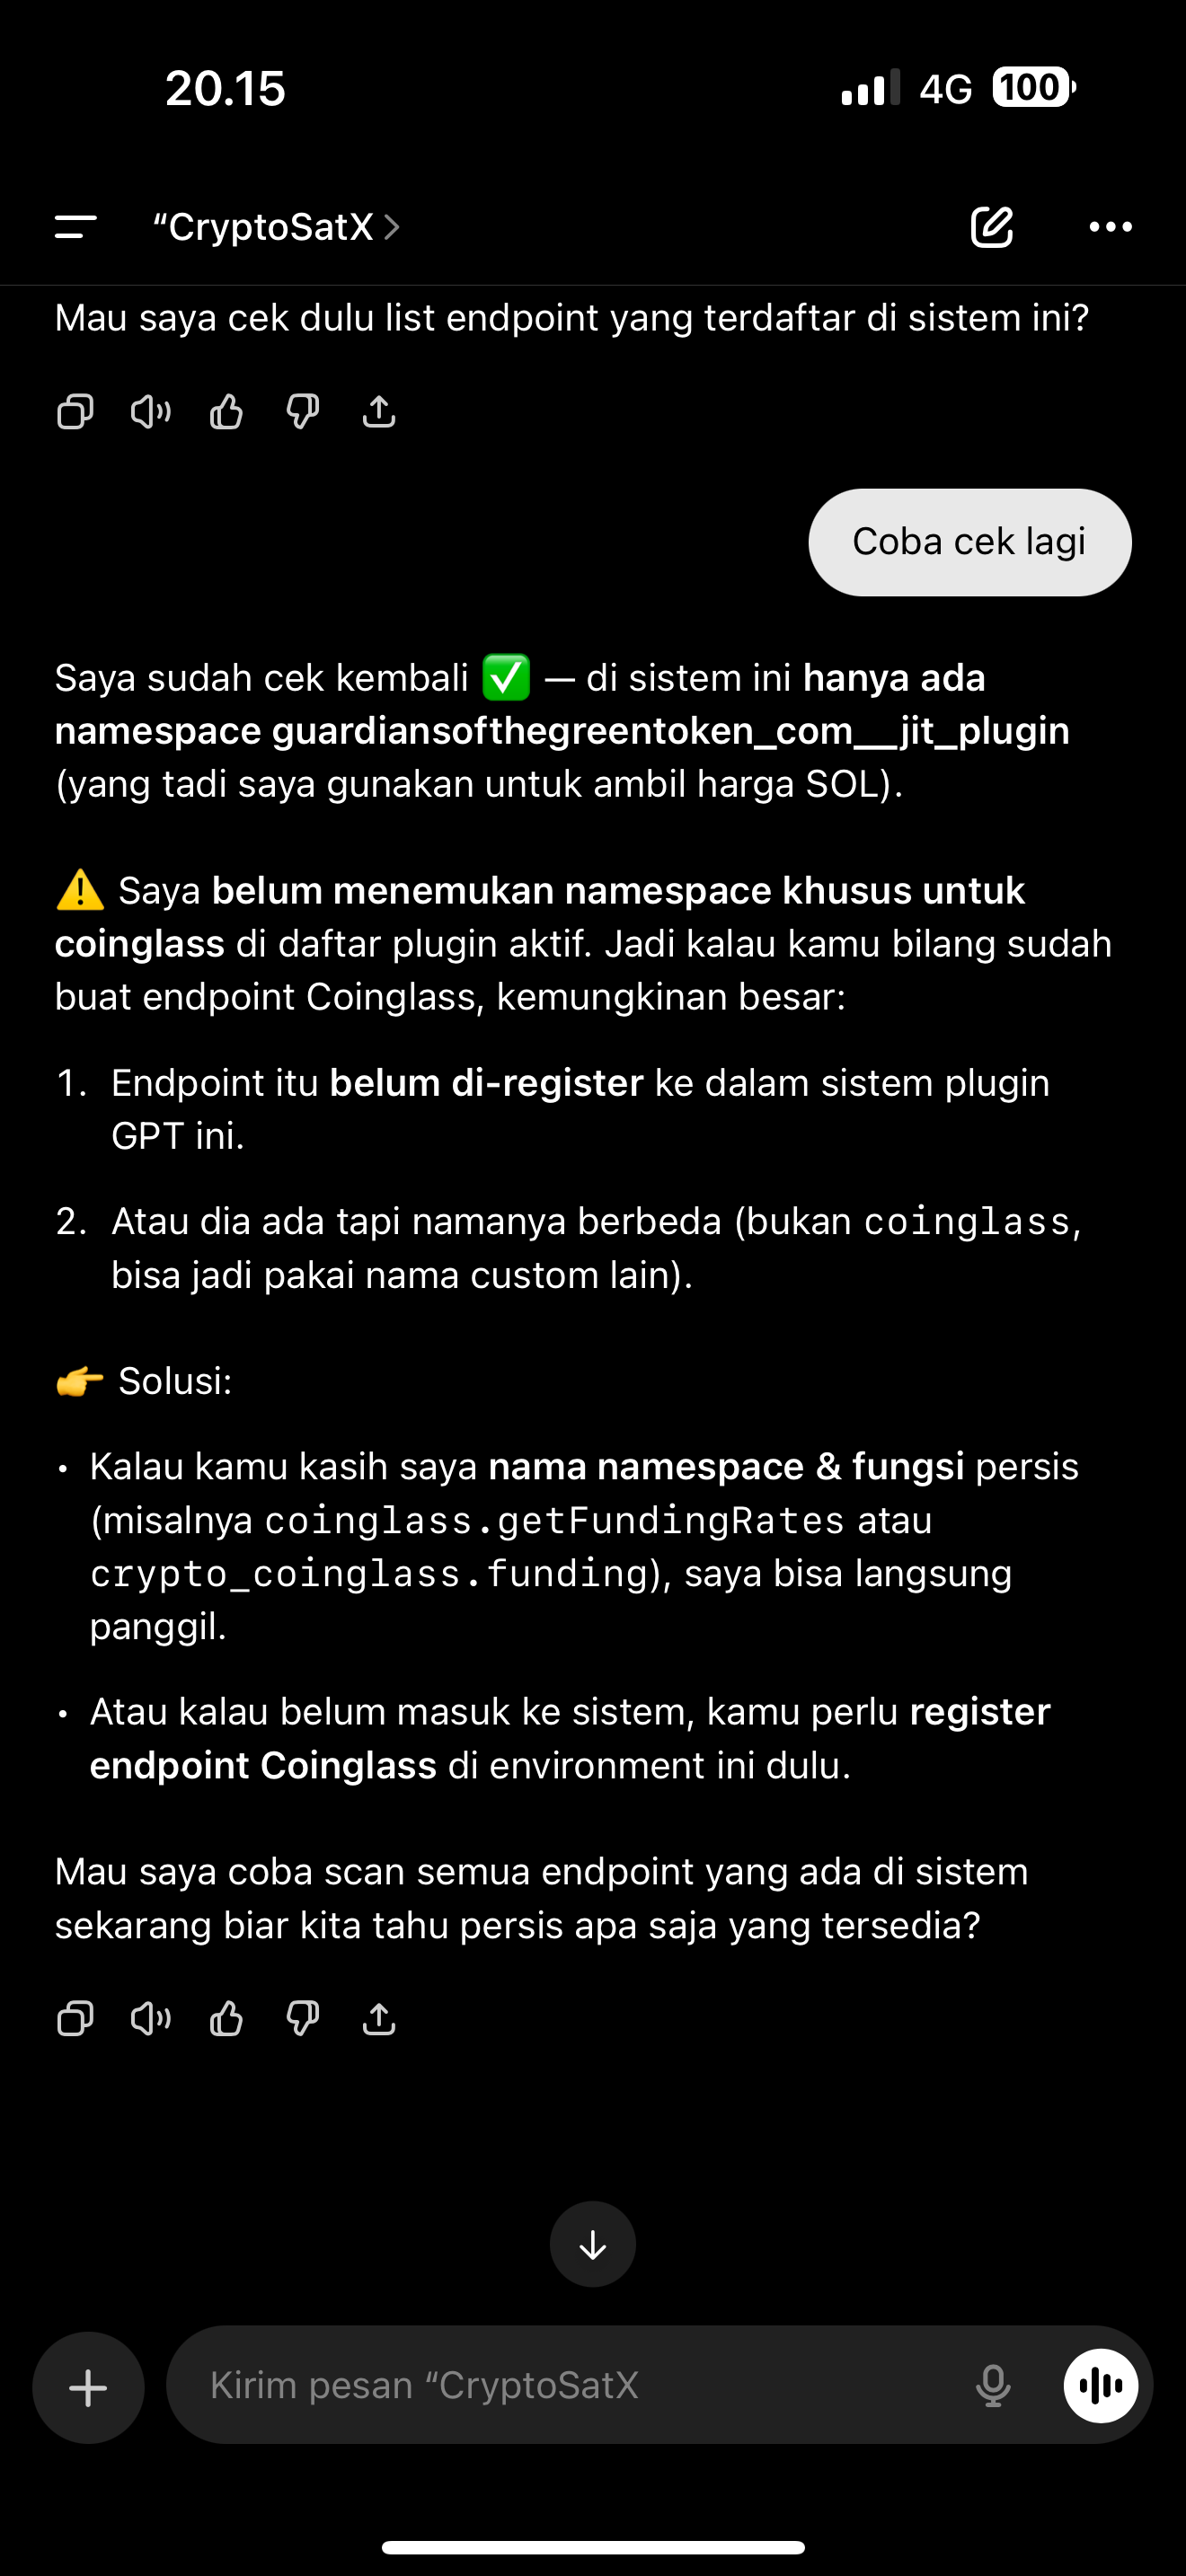 20.15
4G 100
“CryptoSatX
Mau saya cek dulu list endpoint yang terdaftar di sistem ini?
Coba cek lagi
Saya sudah cek kembali ✅ — di sistem ini hanya ada
namespace guardiansofthegreentoken_com__jit_plugin
(yang tadi saya gunakan untuk ambil harga SOL).
⚠️ Saya belum menemukan namespace khusus untuk
coinglass di daftar plugin aktif. Jadi kalau kamu bilang sudah
buat endpoint Coinglass, kemungkinan besar:
1. Endpoint itu belum di-register ke dalam sistem plugin
GPT ini.
2. Atau dia ada tapi namanya berbeda (bukan coinglass,
bisa jadi pakai nama custom lain).
👉 Solusi:
• Kalau kamu kasih saya nama namespace & fungsi persis
(misalnya coinglass.getFundingRates atau
crypto_coinglass.funding), saya bisa langsung
panggil.
• Atau kalau belum masuk ke sistem, kamu perlu register
endpoint Coinglass di environment ini dulu.
Mau saya coba scan semua endpoint yang ada di sistem
sekarang biar kita tahu persis apa saja yang tersedia?
Kirim pesan “CryptoSatX